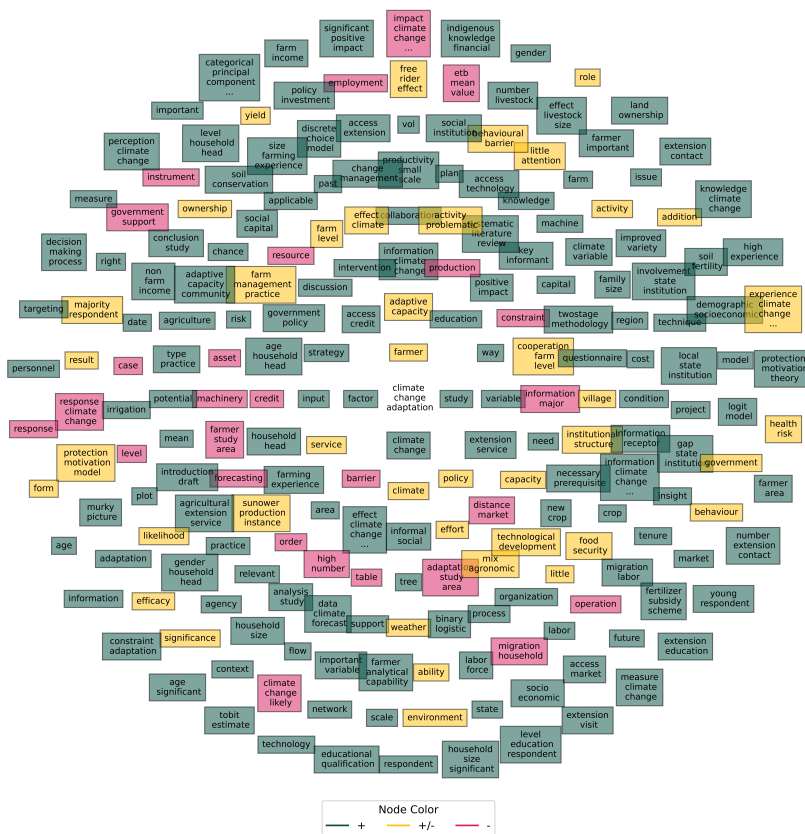 impact
climate
change
...
significant
positive
impact
indigenous
knowledge
financial
farm
income
gender
categorical
principal
component
...
free
rider
effect
etb
mean
value
role
employment
policy
investment
number
livestock
important
yield
effect
livestock
size
land
ownership
level
household
head
discrete
choice
model
access
extension
vol
social
institution
behavioural
barrier
farmer
important
perception
climate
change
size
farming
experience
little
attention
extension
contact
instrument
soil
conservation
past
change
management
productivity
small
scale
plant
access
technology
farm
issue
measure
government
support
ownership
applicable
knowledge
knowledge
climate
change
social
capital
farm
level
effect
climate
collaboration
activity
problematic
systematic
literature
review
machine
activity
addition
decision
making
process
right
conclusion
study
chance
resource
information
climate
change
key
informant
climate
variable
improved
variety
soil
fertility
high
experience
non
farm
income
adaptive
capacity
community
farm
management
practice
discussion
intervention
production
positive
impact
capital
family
size
involvement
state
institution
targeting
majority
respondent
date
agriculture
risk
government
policy
access
credit
adaptive
capacity
education
constraint
twostage
methodology
region
technique
demographic
socioeconomic
experience
climate
change
...
personnel
result
case
type
practice
asset
age
household
head
strategy
farmer
way
cooperation
farm
level
questionnaire
cost
local
state
institution
model
protection
motivation
theory
response
response
climate
change
irrigation
potential
machinery
credit
input
factor
climate
change
adaptation
study
variable
information
major
village
condition
project
logit
model
health
risk
mean
farmer
study
area
household
head
service
climate
change
extension
service
need
institutional
structure
information
receptor
gap
state
institution
government
protection
motivation
model
level
form
introduction
draft
forecasting
farming
experience
barrier
climate
policy
capacity
necessary
prerequisite
information
climate
change
...
insight
farmer
area
plot
murky
picture
agricultural
extension
service
sunower
production
instance
area
effect
climate
change
...
informal
social
effort
distance
market
new
crop
crop
behaviour
age
likelihood
practice
order
technological
development
food
security
tenure
number
extension
contact
adaptation
gender
household
head
relevant
high
number
table
tree
adaptation
study
area
mix
agronomic
little
migration
labor
market
information
efficacy
agency
analysis
study
data
climate
forecast
support
weather
binary
logistic
process
organization
operation
fertilizer
subsidy
scheme
young
respondent
constraint
adaptation
significance
household
size
flow
important
variable
farmer
analytical
capability
ability
labor
force
migration
household
labor
future
extension
education
age
significant
context
climate
change
likely
network
scale
environment
state
socio
economic
access
market
measure
climate
change
tobit
estimate
technology
educational
qualification
respondent
household
size
significant
level
education
respondent
extension
visit
Node Color
+ +/- -